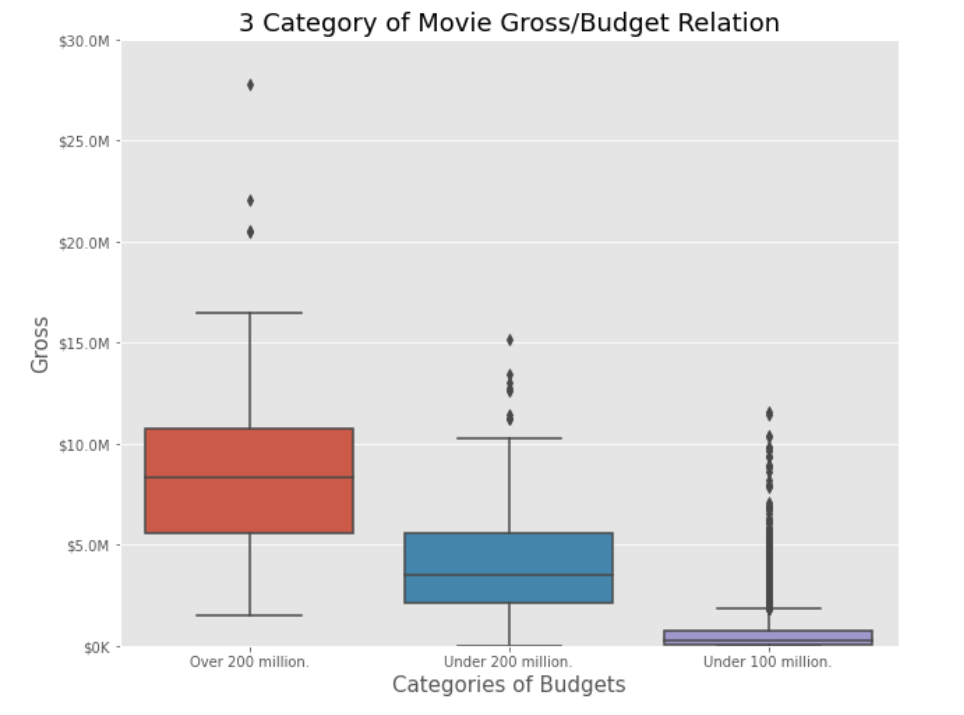 3 Category of Movie Gross/Budget Relation
$30.0M
$25.0M
$20.0M
$15.0M
$10.0M
$5.0M
$0K
Gross
Over 200 million.
Under 200 million.
Under 100 million.
Categories of Budgets